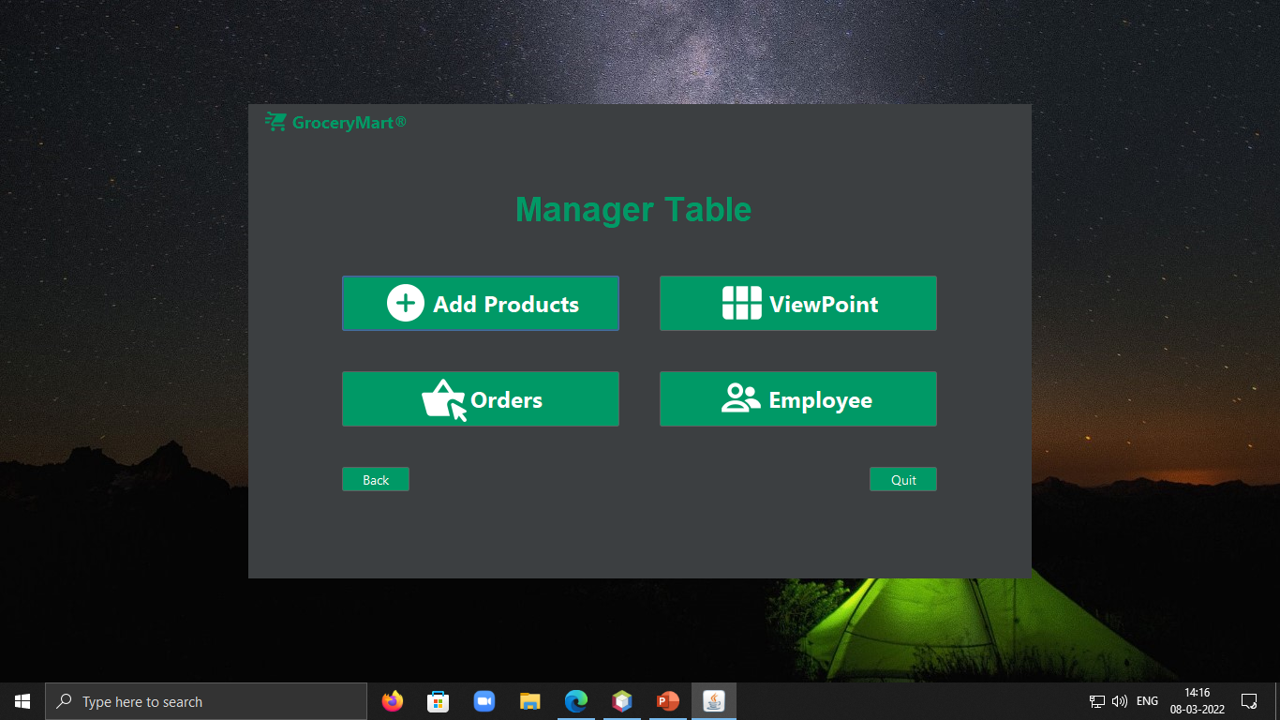 GroceryMart®
Manager Table
Add Products
ViewPoint
Orders
Employee
Back
Quit
Type here to search
P
ENG
14:16
08-03-2022